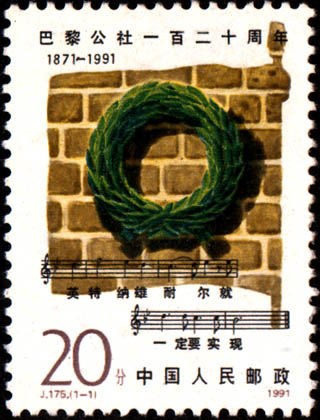 巴黎公社一百二十周年
1871-1991
英特纳雄耐尔就
一定要实现
20分 中国人民邮政
J.175.(1-1) 1991